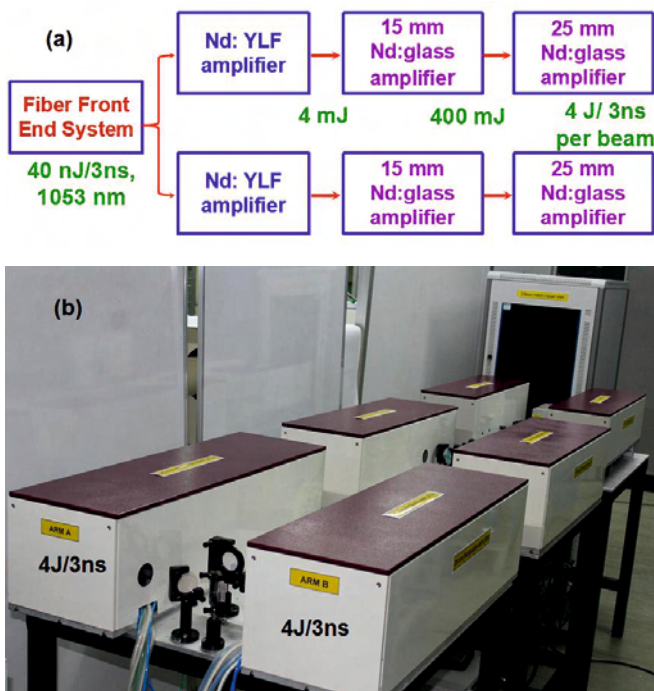 (a)
Fiber Front
End System
40 nJ/3ns,
1053 nm
Nd: YLF
amplifier
15 mm
Nd:glass
amplifier
25 mm
Nd:glass
amplifier
4 mJ
400 mJ
4 J/ 3ns
per beam
Nd: YLF
amplifier
15 mm
Nd:glass
amplifier
25 mm
Nd:glass
amplifier
(b)
ARM A
4J/3ns
ARM B
4J/3ns